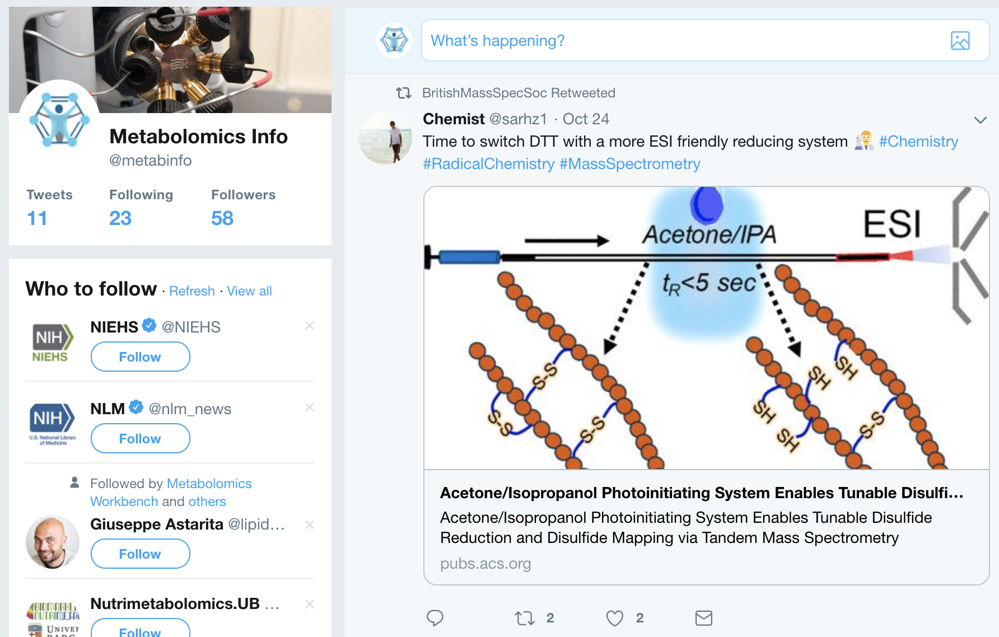 Metabolomics Info
@metabinfo
Tweets Following Followers
11 23 58
Who to follow · Refresh · View all
NIH
NIEHS
NIEHS @NIEHS
Follow
NIH
U.S. National Library
of Medicine
NLM @nlm_news
Follow
Followed by Metabolomics
Workbench and others
Giuseppe Astarita @lipid...
Follow
Nutrimetabolomics.UB ...
Follow
What's happening?
BritishMassSpecSoc Retweeted
Chemist @sarhz1 · Oct 24
Time to switch DTT with a more ESI friendly reducing system #Chemistry
#RadicalChemistry #MassSpectrometry
ESI
Acetone/IPA
tR<5 sec
S-S
S-S
S-S
SH
SH
SH
SH
S-S
Acetone/Isopropanol Photoinitiating System Enables Tunable Disulfi...
Acetone/Isopropanol Photoinitiating System Enables Tunable Disulfide
Reduction and Disulfide Mapping via Tandem Mass Spectrometry
pubs.acs.org
2 2